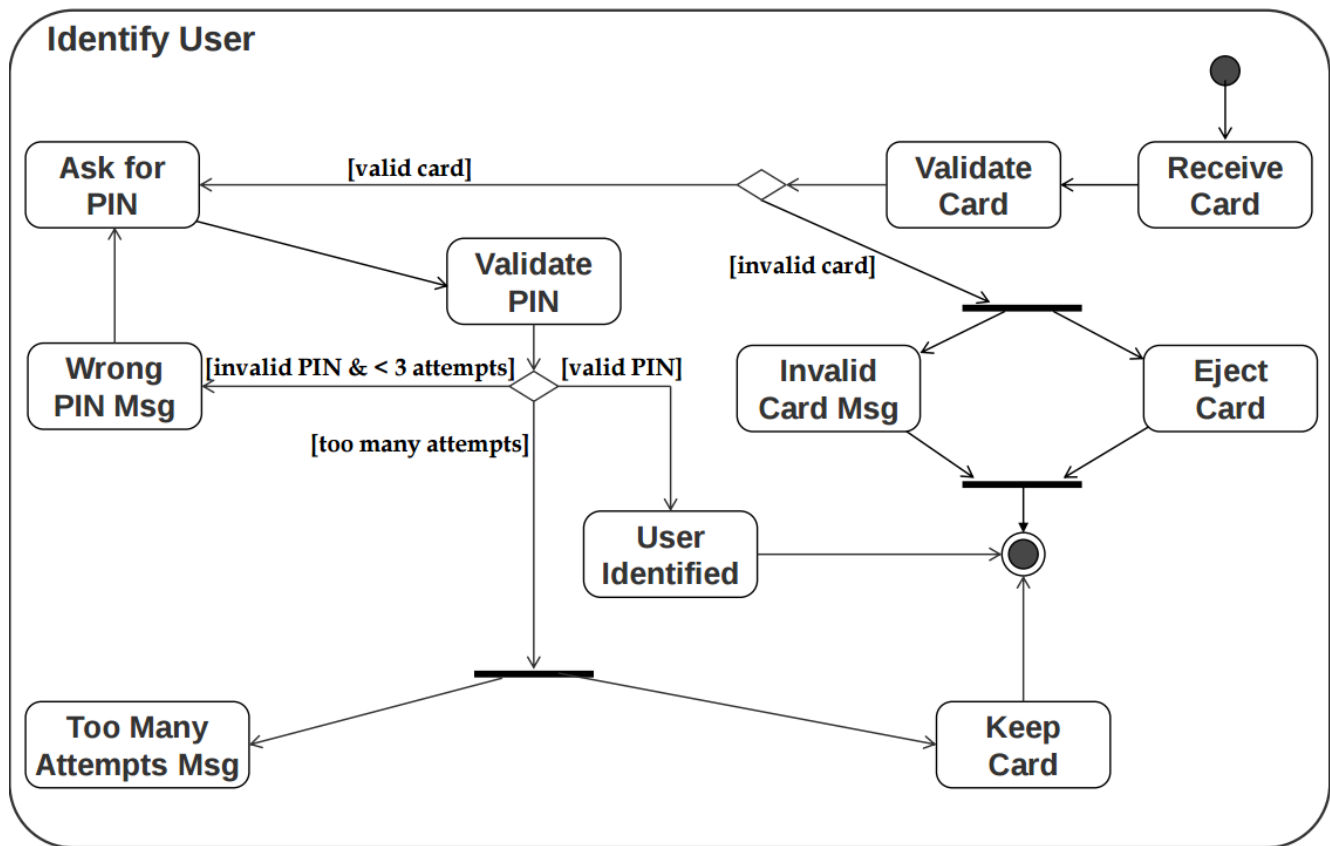 Identify User
Ask for
PIN
[valid card]
Validate
Card
Receive
Card
Validate
PIN
[invalid card]
Wrong
PIN Msg
[invalid PIN & < 3 attempts]
[valid PIN]
Invalid
Card Msg
Eject
Card
[too many attempts]
User
Identified
Too Many
Attempts Msg
Keep
Card